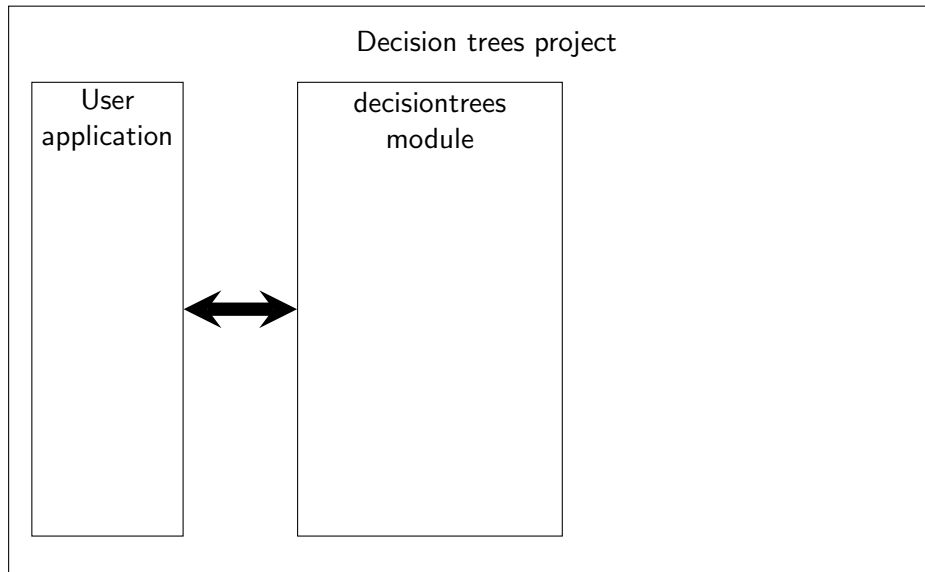 Decision trees project
User
application
decisiontrees
module